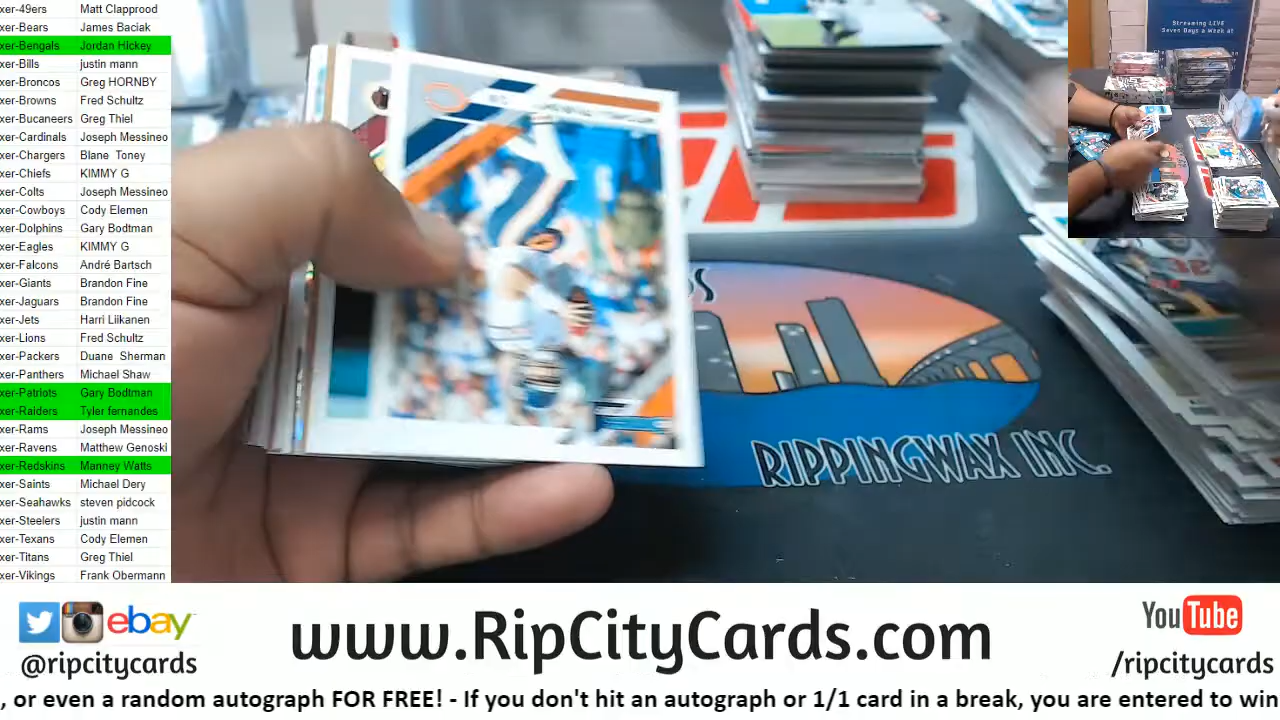 xer-49ers Matt Clapprood
xer-Bears James Baciak
xer-Bengals Jordan Hickey
xer-Bills justin mann
xer-Broncos Greg HORNBY
xer-Browns Fred Schultz
xer-Bucaneers Greg Thiel
xer-Cardinals Joseph Messineo
xer-Chargers Blane Toney
xer-Chiefs KIMMY G
xer-Colts Joseph Messineo
xer-Cowboys Cody Elemen
xer-Dolphins Gary Bodtman
xer-Eagles KIMMY G
xer-Falcons André Bartsch
xer-Giants Brandon Fine
xer-Jaguars Brandon Fine
xer-Jets Harri Liikanen
xer-Lions Fred Schultz
xer-Packers Duane Sherman
xer-Panthers Michael Shaw
xer-Patriots Gary Bodtman
xer-Raiders Tyler fernandes
xer-Rams Joseph Messineo
xer-Ravens Matthew Genoski
xer-Redskins Manney Watts
xer-Saints Michael Dery
xer-Seahawks steven pidcock
xer-Steelers justin mann
xer-Texans Cody Elemen
xer-Titans Greg Thiel
xer-Vikings Frank Obermann
Streaming LIVE
Seven Days a Week at
RIPPINGWAX INC.
ebay
@ripcitycards
www.RipCityCards.com
YouTube
/ripcitycards
, or even a random autograph FOR FREE! - If you don't hit an autograph or 1/1 card in a break, you are entered to win